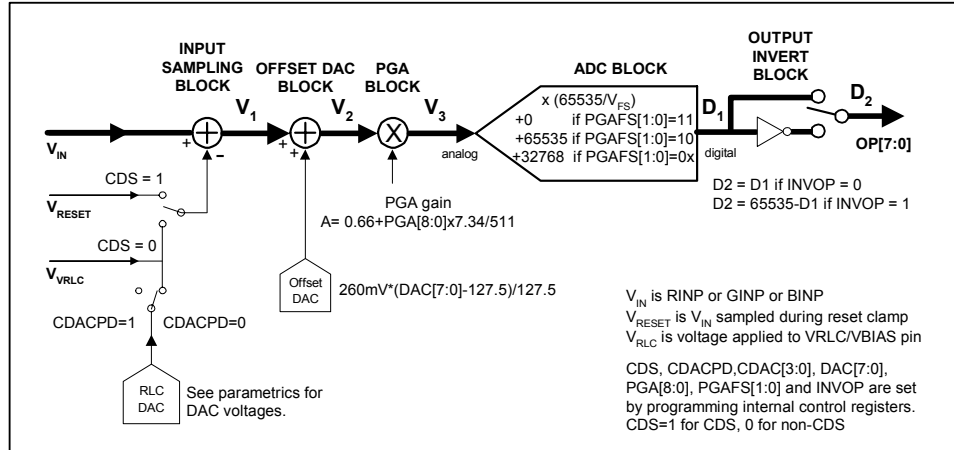 INPUT
SAMPLING
BLOCK
OFFSET DAC
BLOCK
PGA
BLOCK
ADC BLOCK
OUTPUT
INVERT
BLOCK
V1
V2
V3
D1
D2
x (65535/VFS)
+0 if PGAFS[1:0]=11
+65535 if PGAFS[1:0]=10
+32768 if PGAFS[1:0]=0x
+
+
X
+
−
+
+
analog
digital
VIN
OP[7:0]
CDS = 1
VRESET
PGA gain
A= 0.66+PGA[8:0]x7.34/511
D2 = D1 if INVOP = 0
D2 = 65535-D1 if INVOP = 1
CDS = 0
VVRLC
Offset
DAC
260mV*(DAC[7:0]-127.5)/127.5
CDACPD=1
CDACPD=0
RLC
DAC
See parametrics for
DAC voltages.
VIN is RINP or GINP or BINP
VRESET is VIN sampled during reset clamp
VRLC is voltage applied to VRLC/VBIAS pin
CDS, CDACPD,CDAC[3:0], DAC[7:0],
PGA[8:0], PGAFS[1:0] and INVOP are set
by programming internal control registers.
CDS=1 for CDS, 0 for non-CDS